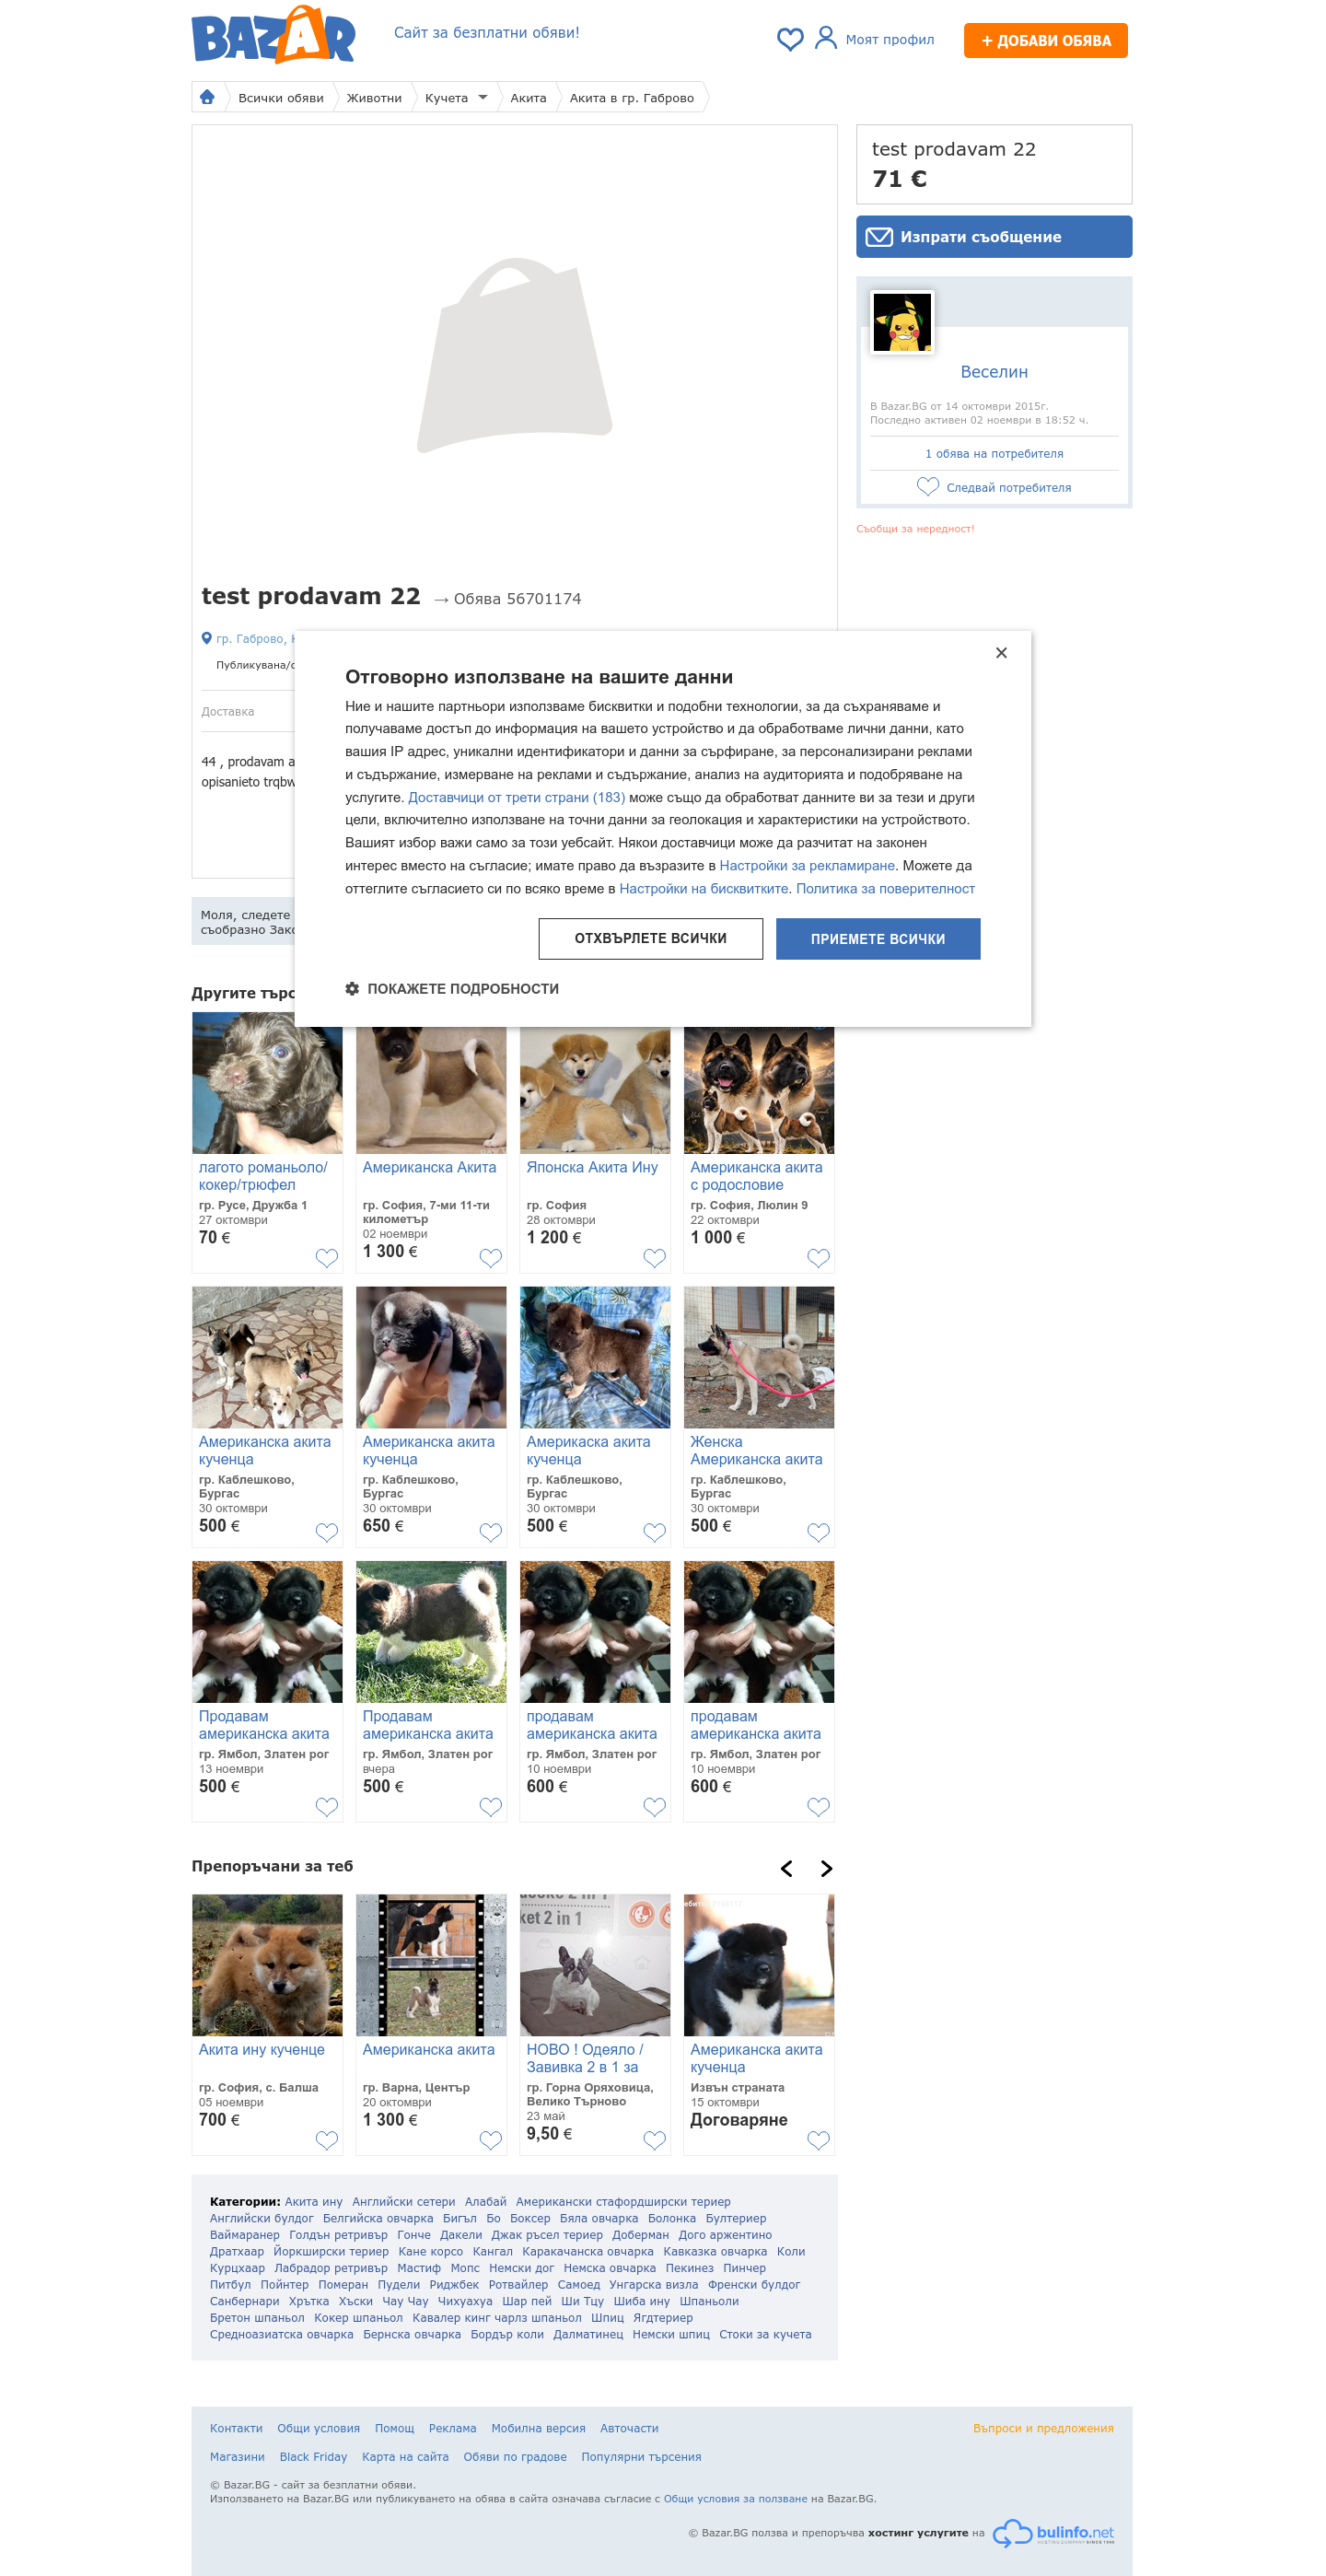 BAZAR
Сайт за безплатни обяви!
Моят профил
+ ДОБАВИ ОБЯВА
Всички обяви
Животни
Кучета
Акита
Акита в гр. Габрово
test prodavam 22
71 €
Изпрати съобщение
Веселин
В Bazar.BG от 14 октомври 2015г.
Последно активен 02 ноември в 18:52 ч.
1 обява на потребителя
Следвай потребителя
Съобщи за нередност!
test prodavam 22 → Обява 56701174
гр. Габрово,
Публикувана/
Доставка
44 , prodavam
opisanieto
Моля, следете
съобразно
Отговорно използване на вашите данни
×
Ние и нашите партньори използваме бисквитки и подобни технологии, за да съхраняваме и
получаваме достъп до информация на вашето устройство и да обработваме лични данни, като
вашия IP адрес, уникални идентификатори и данни за сърфиране, за персонализирани реклами
и съдържание, измерване на реклами и съдържание, анализ на аудиторията и подобряване на
услугите. Доставчици от трети страни (183) може също да обработват данните ви за тези и други
цели, включително използване на точни данни за геолокация и характеристики на устройството.
Вашият избор важи само за този уебсайт. Някои доставчици може да разчитат на законен
интерес вместо на съгласие; имате право да възразите в Настройки за рекламиране. Можете да
оттеглите съгласието си по всяко време в Настройки на бисквитките. Политика за поверителност
ОТХВЪРЛЕТЕ ВСИЧКИ
ПРИЕМЕТЕ ВСИЧКИ
ПОКАЖЕТЕ ПОДРОБНОСТИ
Другите
лагото романьоло/
кокер/трюфел
гр. Русе, Дружба 1
27 октомври
70 €
Американска Акита
гр. София, 7-ми 11-ти
километър
02 ноември
1 300 €
Японска Акита Ину
гр. София
28 октомври
1 200 €
Американска акита
с родословие
гр. София, Люлин 9
22 октомври
1 000 €
Американска акита
кученца
гр. Каблешково,
Бургас
30 октомври
500 €
Американска акита
кученца
гр. Каблешково,
Бургас
30 октомври
650 €
Америкаска акита
кученца
гр. Каблешково,
Бургас
30 октомври
500 €
Женска
Американска акита
гр. Каблешково,
Бургас
30 октомври
500 €
Продавам
американска акита
гр. Ямбол, Златен рог
13 ноември
500 €
Продавам
американска акита
гр. Ямбол, Златен рог
вчера
500 €
продавам
американска акита
гр. Ямбол, Златен рог
10 ноември
600 €
продавам
американска акита
гр. Ямбол, Златен рог
10 ноември
600 €
Препоръчани за теб
ket 2 in 1
Акита ину кученце
гр. София, с. Балша
05 ноември
700 €
Американска акита
гр. Варна, Център
20 октомври
1 300 €
НОВО ! Одеяло /
Завивка 2 в 1 за
гр. Горна Оряховица,
Велико Търново
23 май
9,50 €
Американска акита
кученца
Извън страната
15 октомври
Договаряне
Категории: Акита ину Английски сетери Алабай Американски стафордширски териер
Английски булдог Белгийска овчарка Бигъл Бо Боксер Бяла овчарка Болонка Бултериер
Ваймаранер Голдън ретривър Гонче Дакели Джак ръсел териер Доберман Дого аржентино
Дратхаар Йоркширски териер Кане корсо Кангал Каракачанска овчарка Кавказка овчарка Коли
Курцхаар Лабрадор ретривър Мастиф Мопс Немски дог Немска овчарка Пекинез Пинчер
Питбул Пойнтер Померан Пудели Риджбек Ротвайлер Самоед Унгарска визла Френски булдог
Санбернари Хрътка Хъски Чау Чау Чихуахуа Шар пей Ши Тцу Шиба ину Шпаньоли
Бретон шпаньол Кокер шпаньол Кавалер кинг чарлз шпаньол Шпиц Ягдтериер
Средноазиатска овчарка Бернска овчарка Бордър коли Далматинец Немски шпиц Стоки за кучета
Контакти Общи условия Помощ Реклама Мобилна версия Авточасти
Въпроси и предложения
Магазини Black Friday Карта на сайта Обяви по градове Популярни търсения
© Bazar.BG - сайт за безплатни обяви.
Използването на Bazar.BG или публикуването на обява в сайта означава съгласие с Общи условия за ползване на Bazar.BG.
© Bazar.BG ползва и препоръчва хостинг услугите на
bulinfo.net
HOSTING COMPANY SINCE 1998